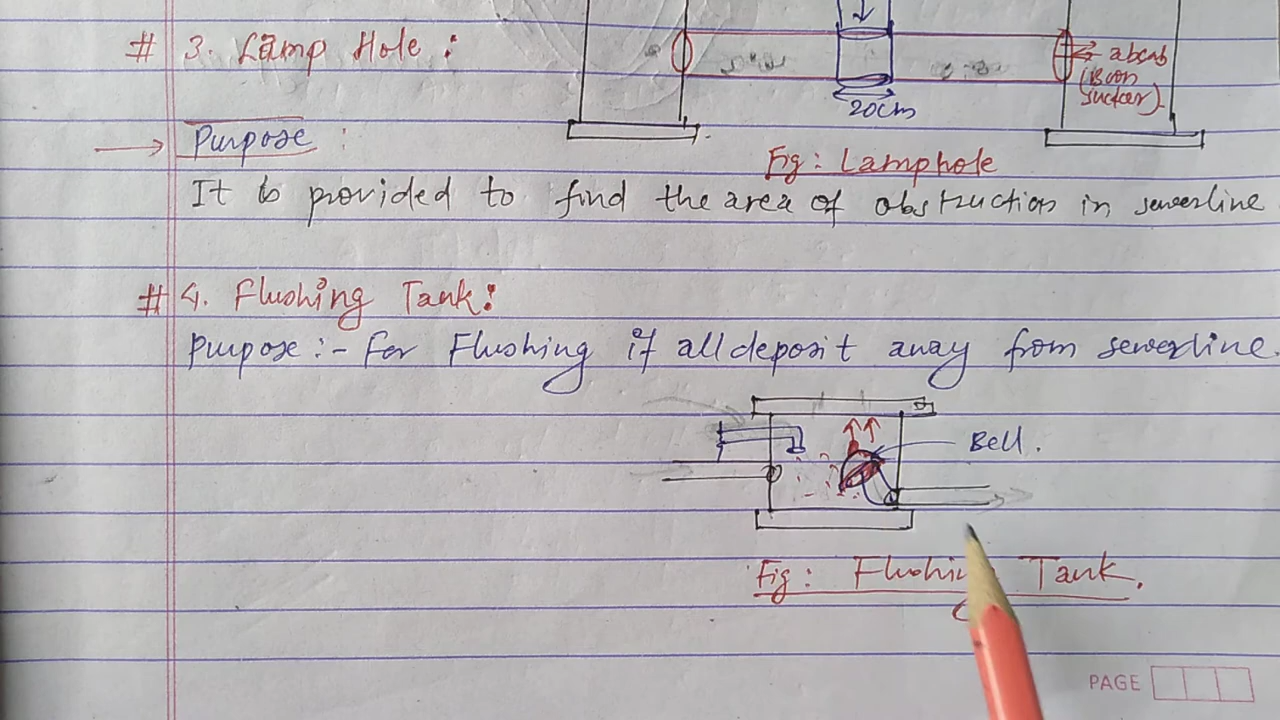 # 3. Lamp Hole :
20cm
Purpose :
Fig : Lamphole
It is provided to find the area of obstruction in sewerline
# 4. Flushing Tank :
Purpose :- For Flushing if all deposit away from sewerline.
Bell.
Fig : Flushing Tank.
PAGE